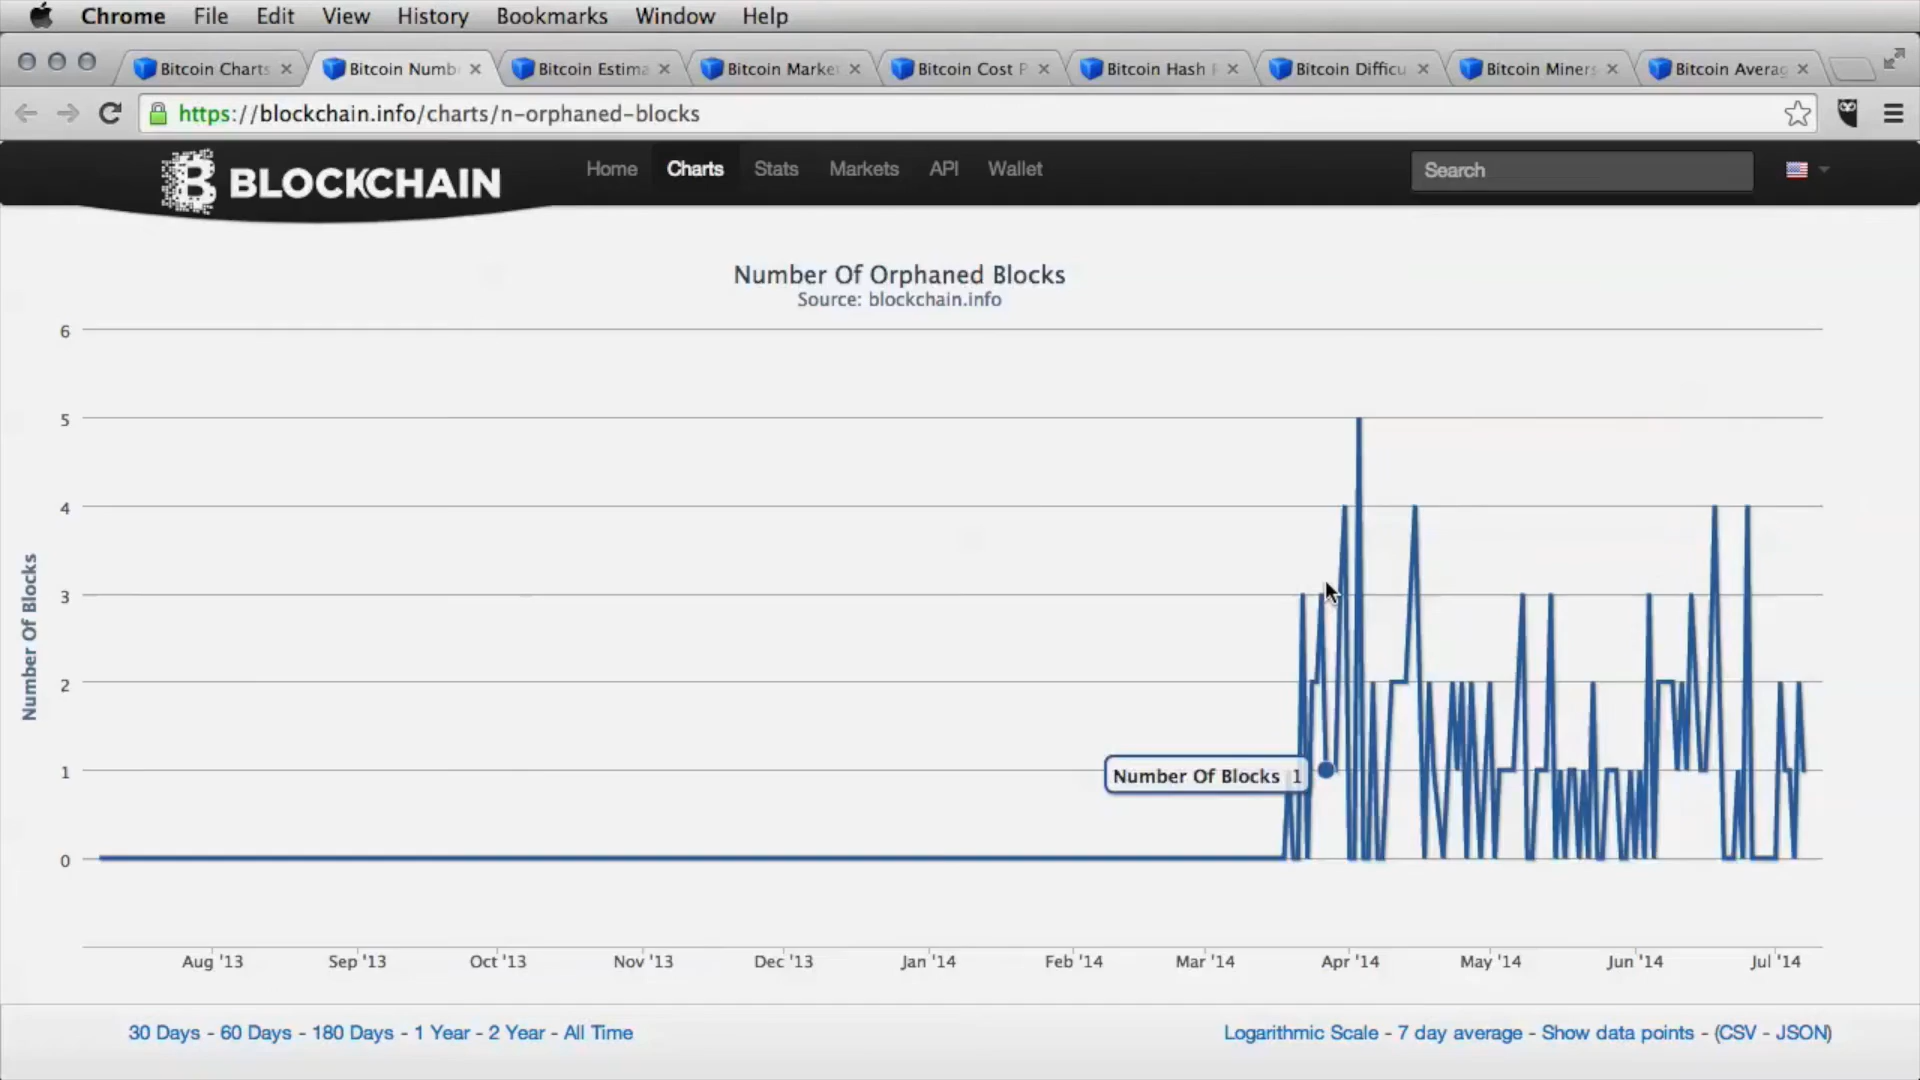 Chrome File Edit View History Bookmarks Window Help
Bitcoin Charts Bitcoin Numb Bitcoin Estima Bitcoin Market Bitcoin Cost P Bitcoin Hash Bitcoin Difficu Bitcoin Miners Bitcoin Averag
https://blockchain.info/charts/n-orphaned-blocks
BLOCKCHAIN Home Charts Stats Markets API Wallet Search
Number Of Orphaned Blocks
Source: blockchain.info
Number Of Blocks
6
5
4
3
2
1
0
Number Of Blocks 1
Aug '13 Sep '13 Oct '13 Nov '13 Dec '13 Jan '14 Feb '14 Mar '14 Apr '14 May '14 Jun '14 Jul '14
30 Days - 60 Days - 180 Days - 1 Year - 2 Year - All Time
Logarithmic Scale - 7 day average - Show data points - (CSV - JSON)